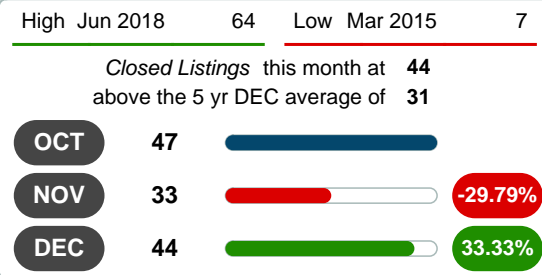 High Jun 2018 64 Low Mar 2015 7
Closed Listings this month at 44
above the 5 yr DEC average of 31
OCT 47
NOV 33 -29.79%
DEC 44 33.33%